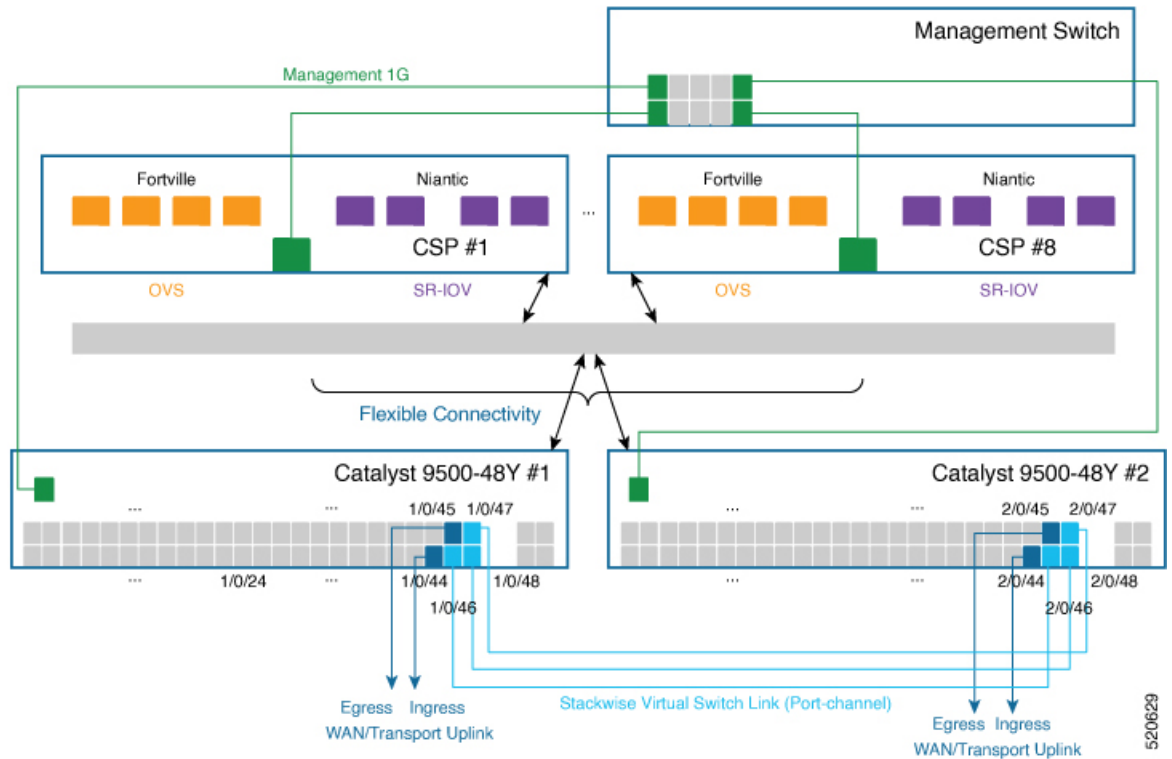 Management Switch
Management 1G
Fortville
Niantic
CSP #1
OVS
SR-IOV
...
Fortville
Niantic
CSP #8
OVS
SR-IOV
Flexible Connectivity
Catalyst 9500-48Y #1
...
...
1/0/45
1/0/47
...
1/0/24
...
1/0/44
1/0/48
1/0/46
Catalyst 9500-48Y #2
...
...
2/0/45
2/0/47
...
...
2/0/44
2/0/48
2/0/46
Egress
Ingress
WAN/Transport Uplink
Stackwise Virtual Switch Link (Port-channel)
Egress
Ingress
WAN/Transport Uplink
520629